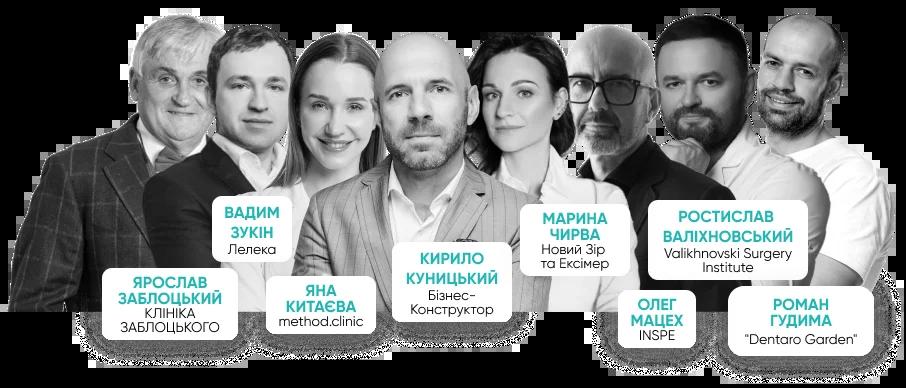 ЯРОСЛАВ
ЗАБЛОЦЬКИЙ
КЛІНІКА
ЗАБЛОЦЬКОГО
ВАДИМ
ЗУКІН
Лелека
ЯНА
КИТАЄВА
method.clinic
КИРИЛО
КУНИЦЬКИЙ
Бізнес-
Конструктор
МАРИНА
ЧИРВА
Новий Зір
та Ексімер
ОЛЕГ
МАЦЕХ
INSPE
РОСТИСЛАВ
ВАЛІХНОВСЬКИЙ
Valikhnovski Surgery
Institute
РОМАН
ГУДИМА
"Dentaro Garden"